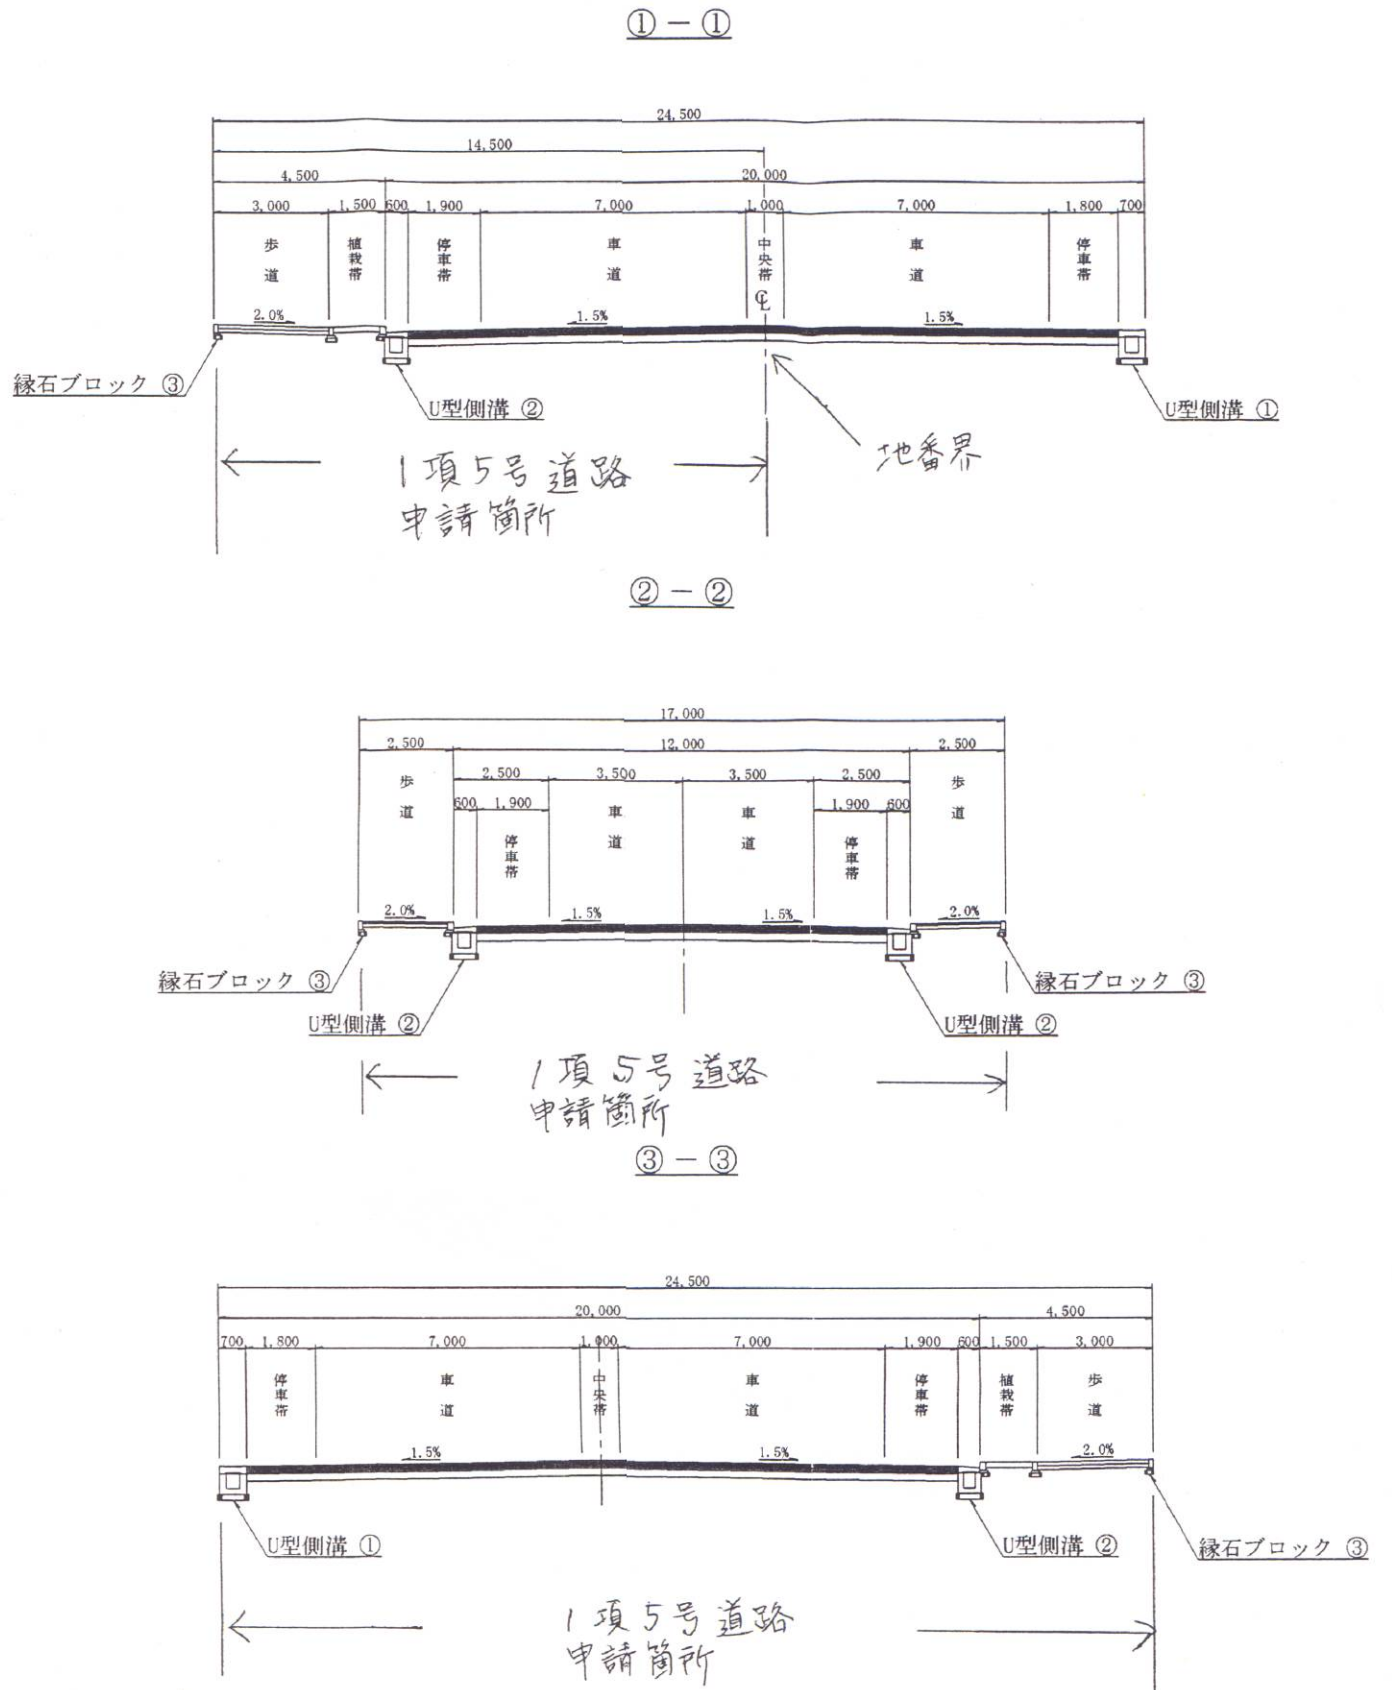 ①－①
24,500
14,500
4,500 20,000
3,000 1,500 600 1,900 7,000 1,000 7,000 1,800 700
歩道 植栽帯 停車帯 車道 中央帯 車道 停車帯
CL
2.0% 1.5% 1.5%
縁石ブロック ③
U型側溝 ②
U型側溝 ①
1項5号道路
申請箇所
地番界
②－②
17,000
2,500 12,000 2,500
2,500 3,500 3,500 2,500
歩道 車道 車道 歩道
600 1,900 1,900 600
停車帯 停車帯
2.0% 1.5% 1.5% 2.0%
縁石ブロック ③
縁石ブロック ③
U型側溝 ②
U型側溝 ②
1項5号道路
申請箇所
③－③
24,500
20,000 4,500
700 1,800 7,000 1,000 7,000 1,900 600 1,500 3,000
停車帯 車道 中央帯 車道 停車帯 植栽帯 歩道
1.5% 1.5% 2.0%
U型側溝 ①
U型側溝 ②
縁石ブロック ③
1項5号道路
申請箇所